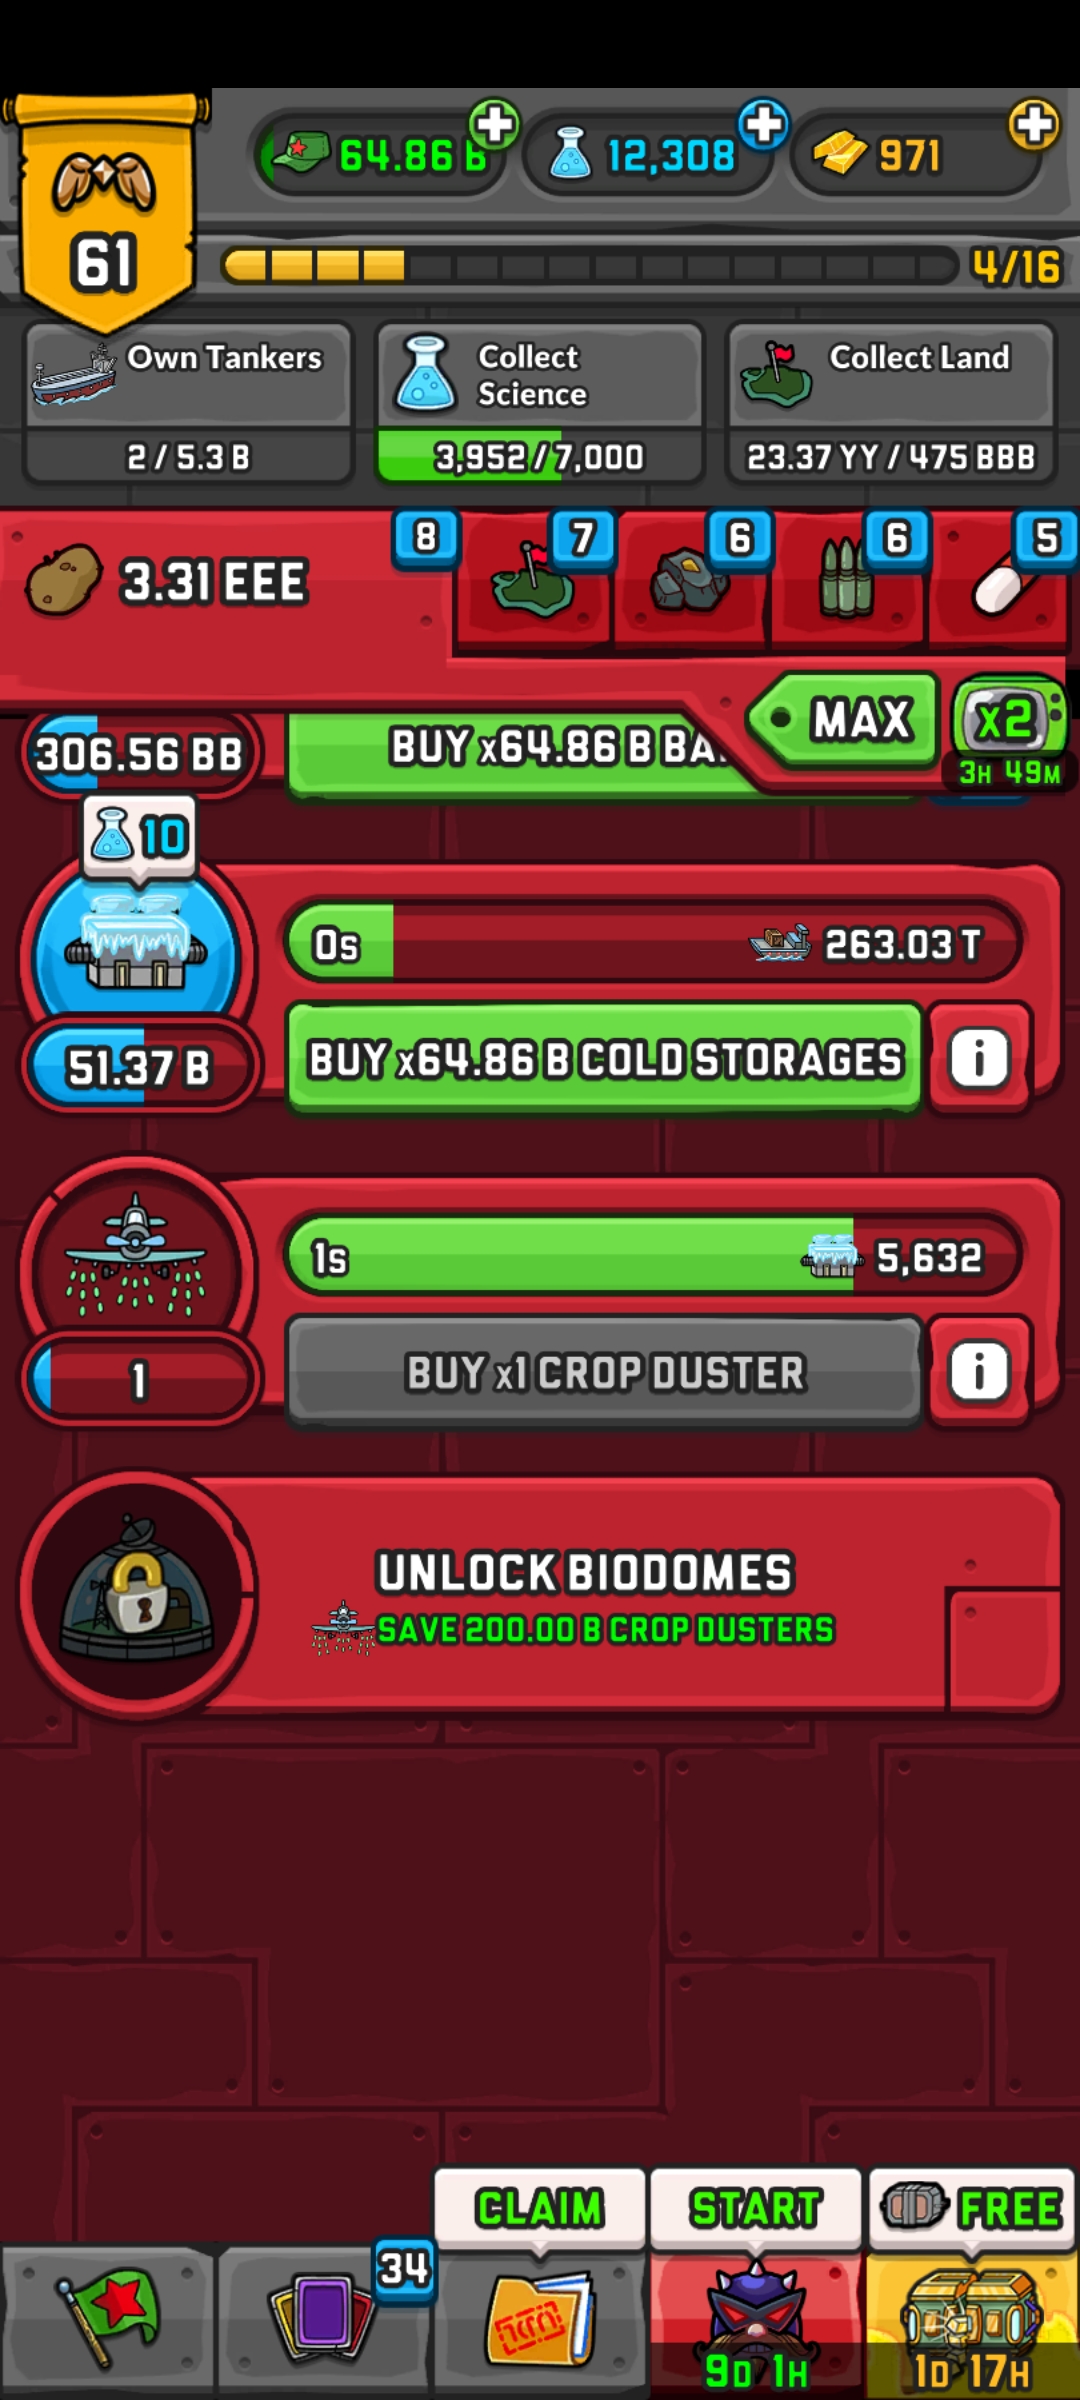 64.86 B
12,308
971
61
4/16
Own Tankers
2 / 5.3 B
Collect
Science
3,952 / 7,000
Collect Land
23.37 YY / 475 BBB
3.31 EEE
8
7
6
6
5
MAX
x2
3H 49M
306.56 BB
BUY x64.86 B BA
10
0s
263.03 T
51.37 B
BUY x64.86 B COLD STORAGES
i
1s
5,632
1
BUY x1 CROP DUSTER
i
UNLOCK BIODOMES
SAVE 200.00 B CROP DUSTERS
CLAIM
START
FREE
34
9D 1H
1D 17H